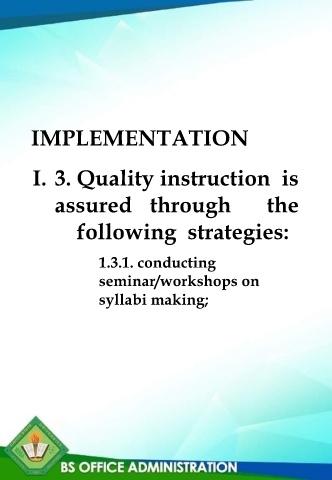 IMPLEMENTATION
I. 3. Quality instruction is
assured through the
following strategies:
1.3.1. conducting
seminar/workshops on
syllabi making;
BS OFFICE ADMINISTRATION